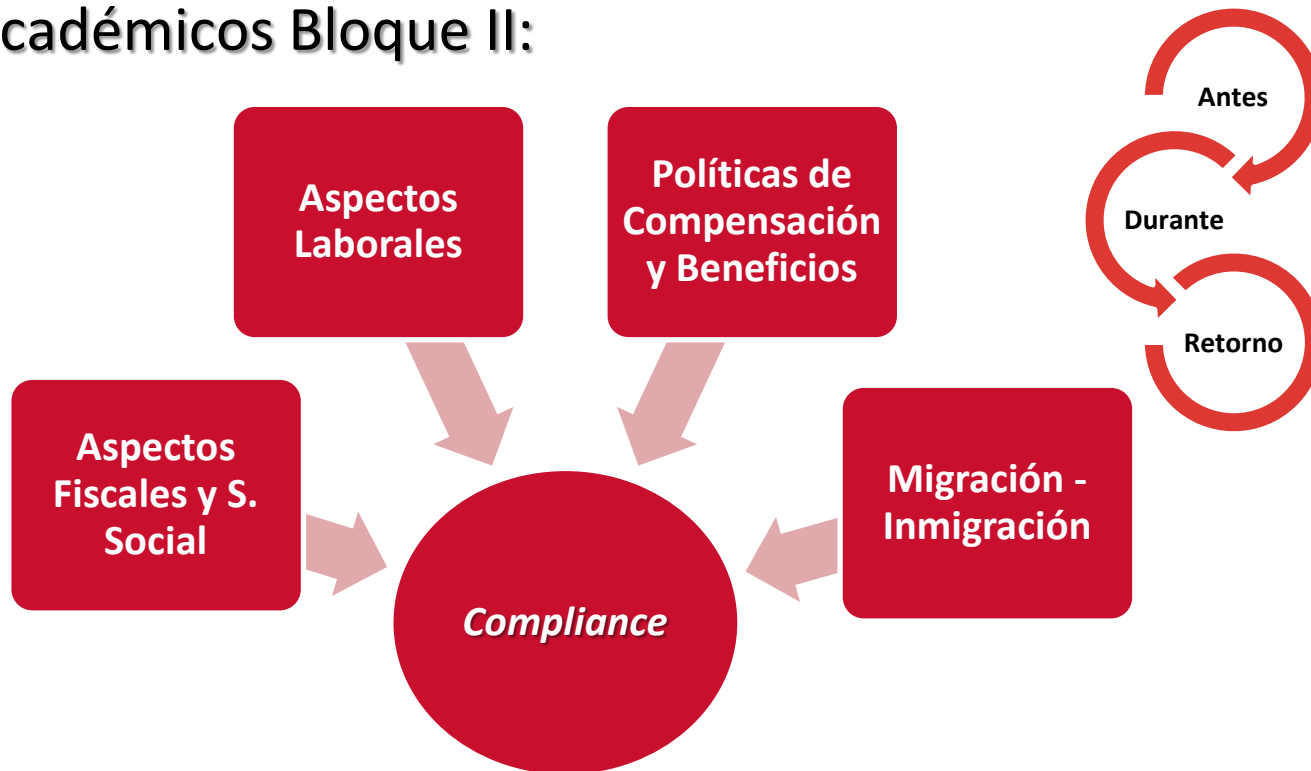 cadémicos Bloque II:
Antes
Durante
Retorno
Aspectos
Laborales
Políticas de
Compensación
y Beneficios
Aspectos
Fiscales y S.
Social
Migración -
Inmigración
Compliance